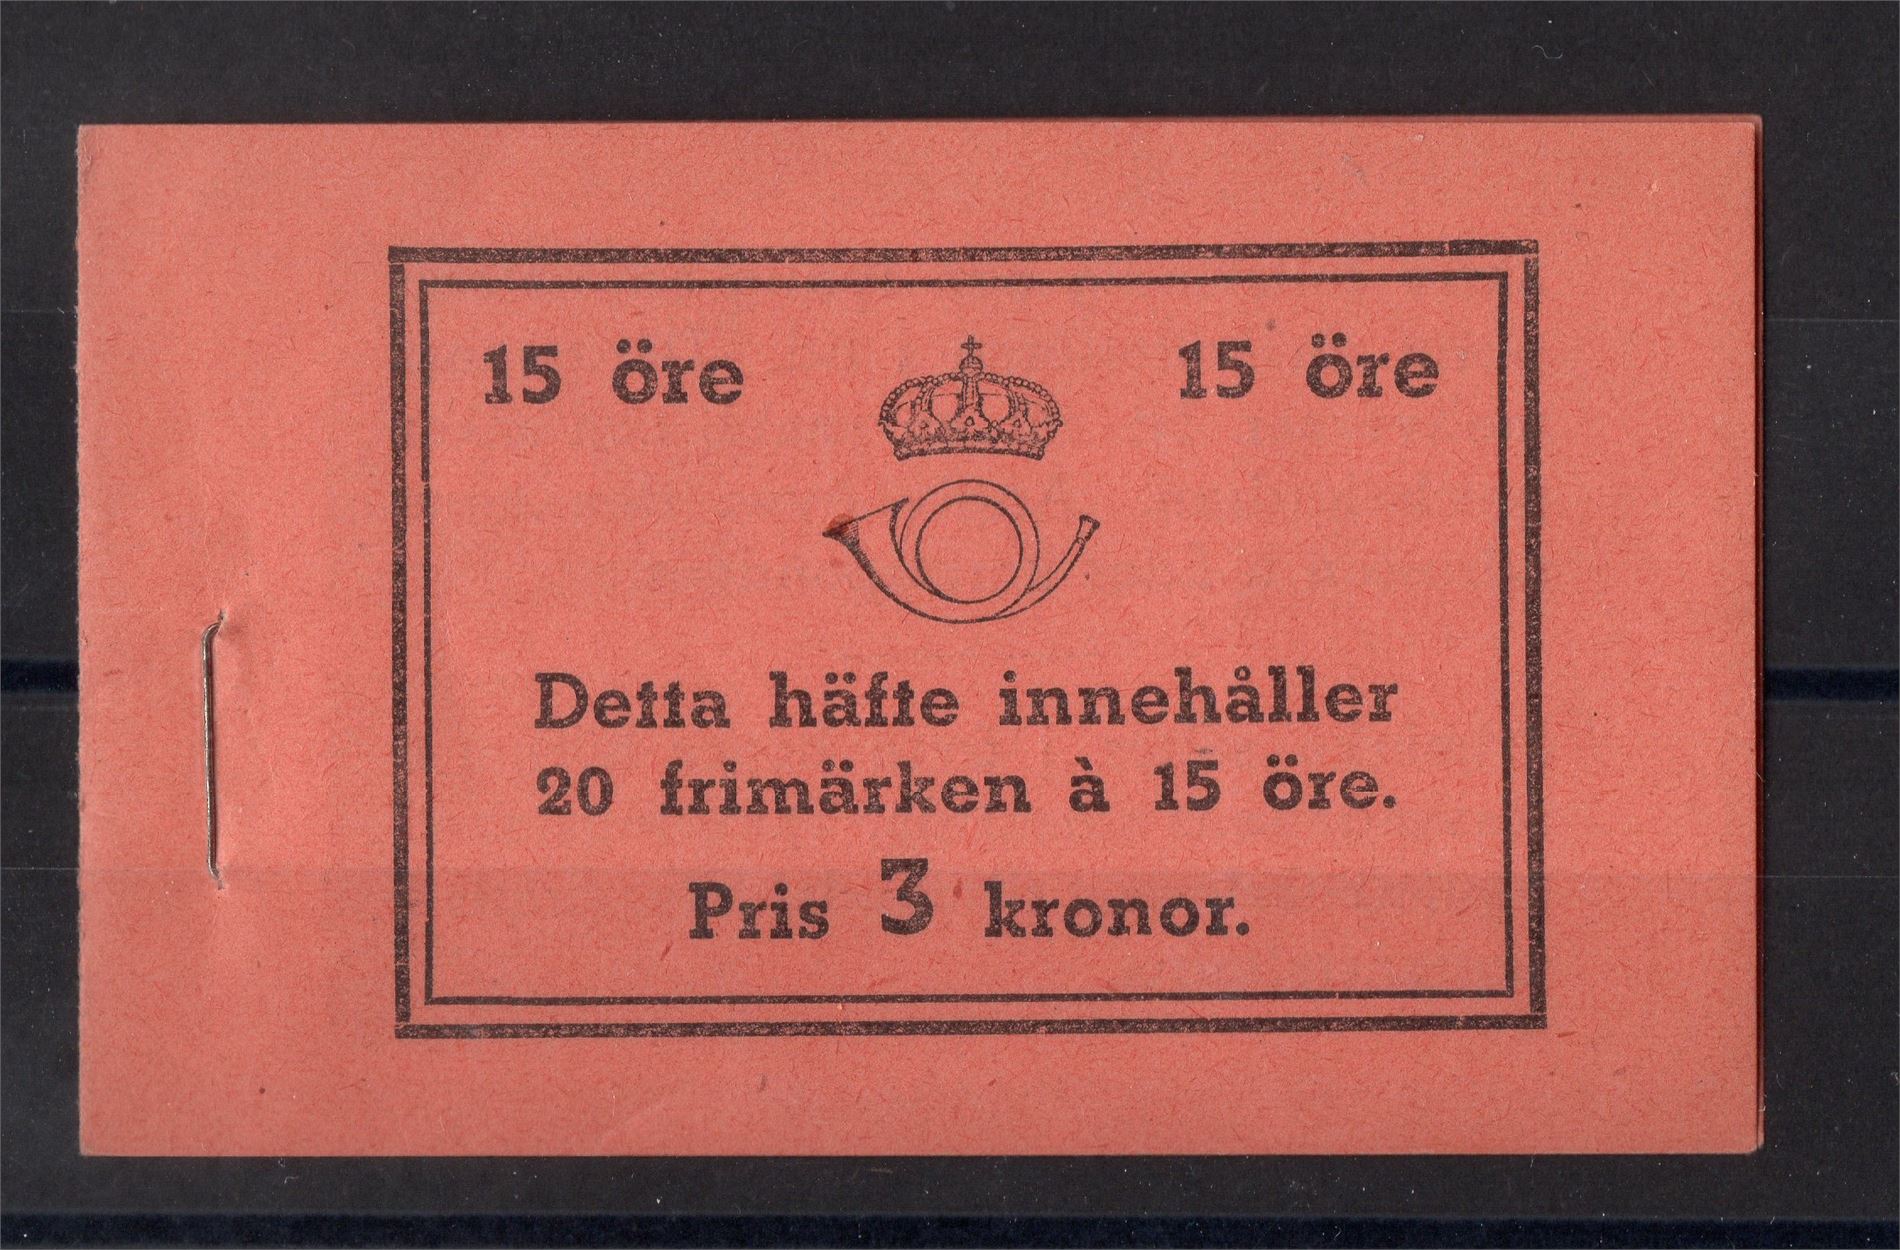 15 öre 15 öre
Detta häfte innehåller
20 frimärken à 15 öre.
Pris 3 kronor.